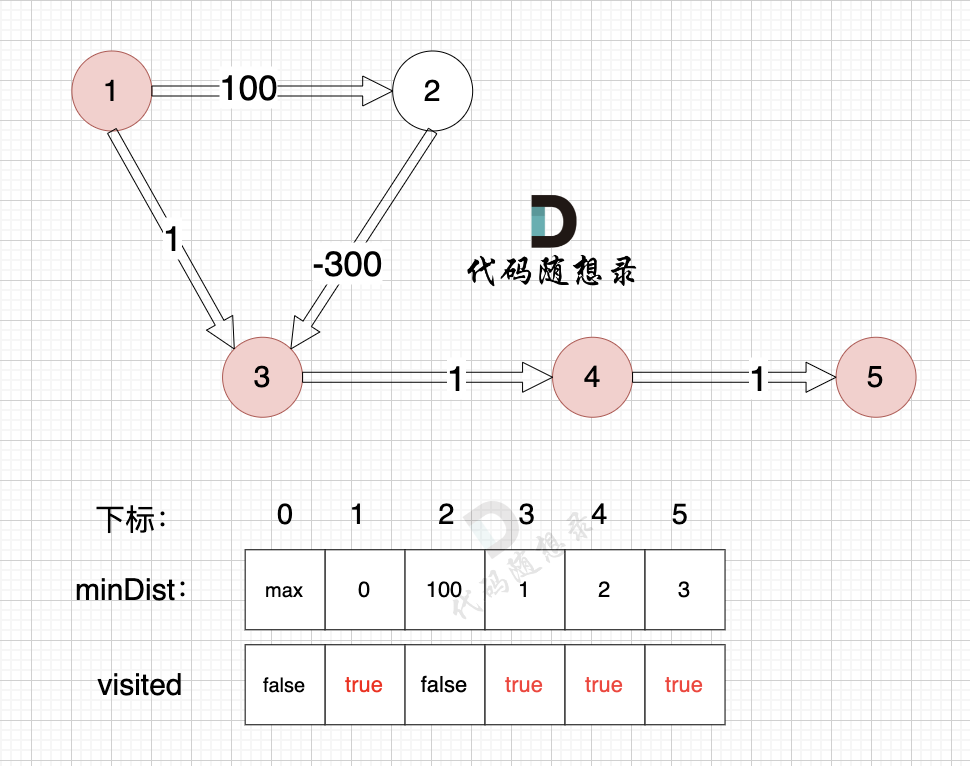 1 100 2
1
-300
代码随想录
3 1 4 1 5
下标： 0 1 2 3 4 5
minDist： max 0 100 1 2 3
代码随想录
visited false true false true true true